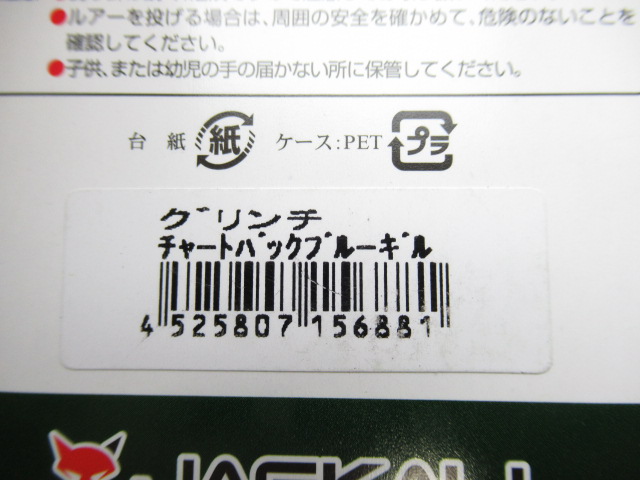 ●ルアーを投げる場合は、周囲の安全を確かめて、危険のないことを
確認してください。
●子供、または幼児の手の届かない所に保管してください。
台紙 紙 ケース:PET プラ
グリンチ
チャートバックブルーギル
4 525807 156881
JACKALL